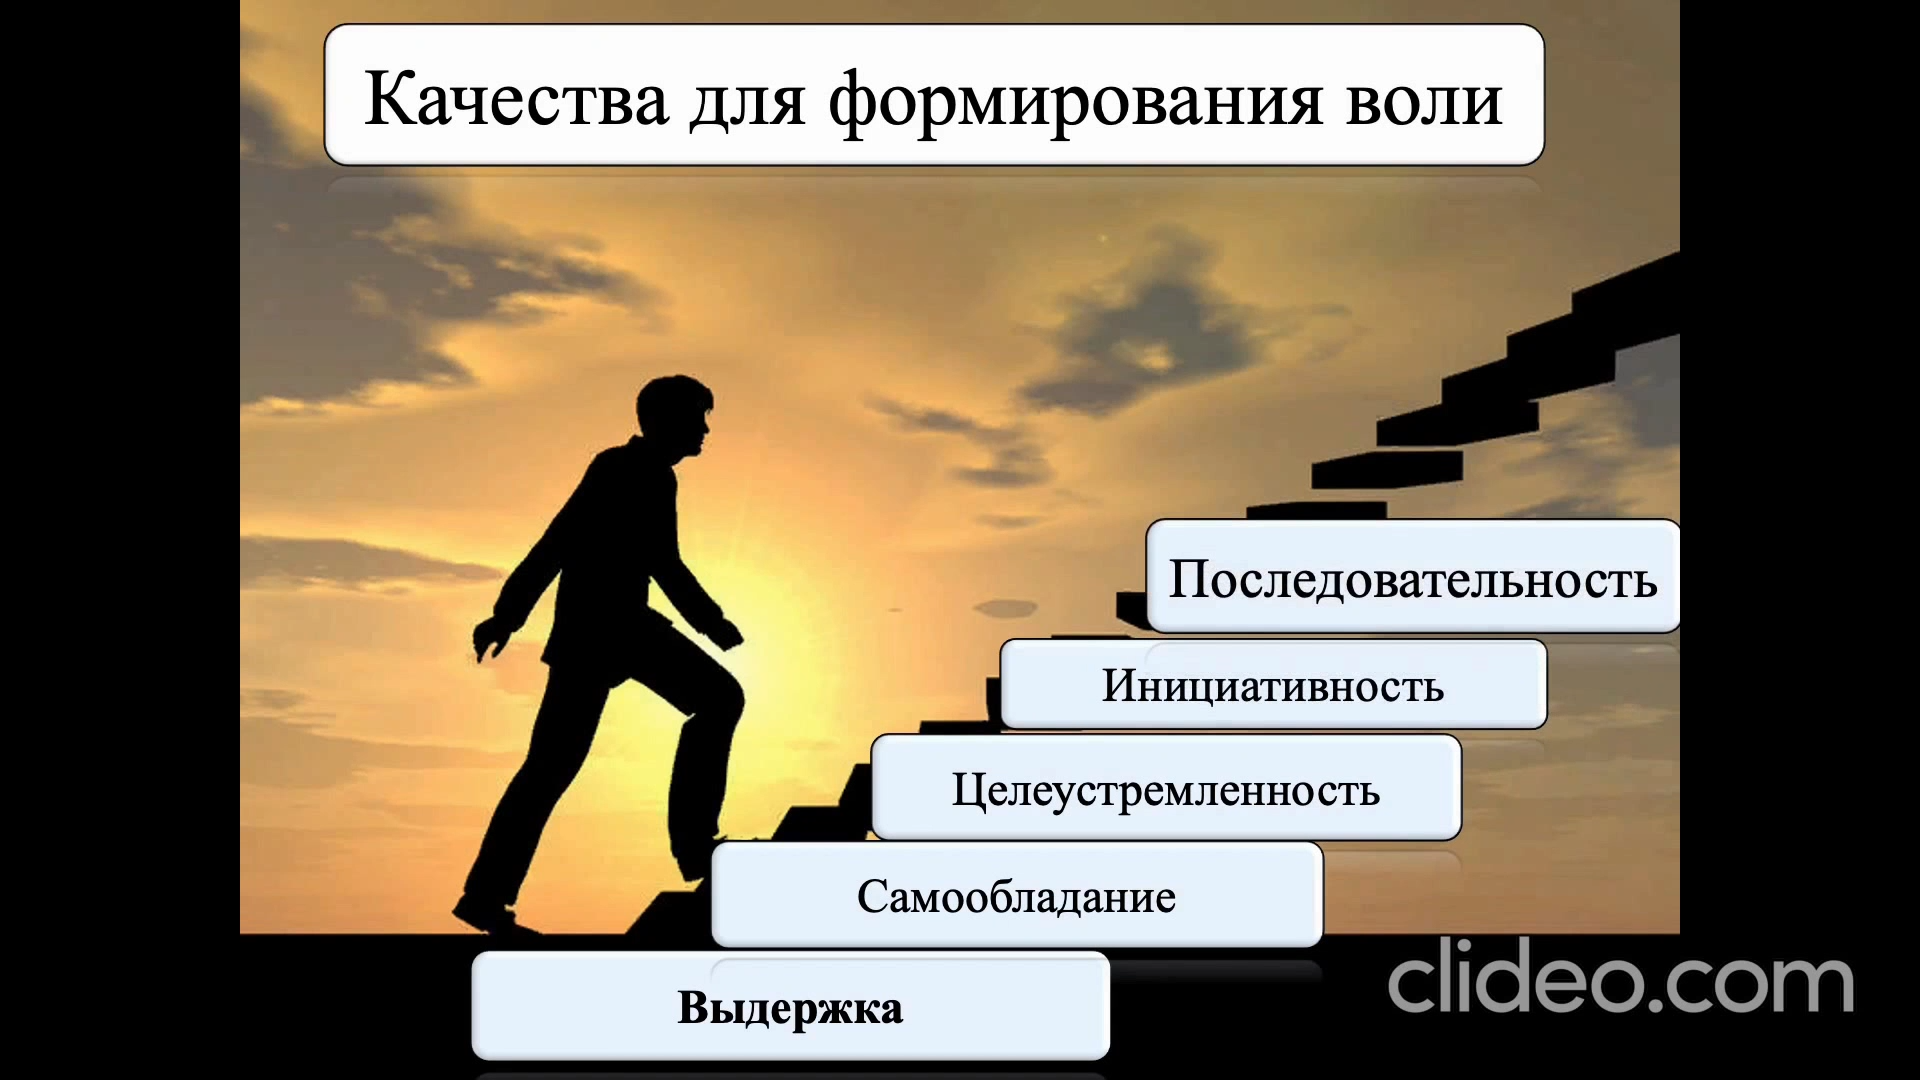 Качества для формирования воли
Последовательность
Инициативность
Целеустремленность
Самообладание
Выдержка
clideo.com